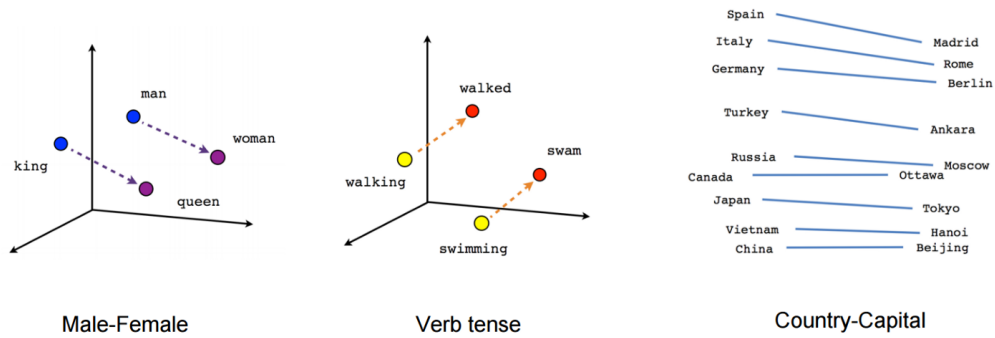 man
woman
king
queen
Male-Female
walked
swam
walking
swimming
Verb tense
Spain
Madrid
Italy
Rome
Germany
Berlin
Turkey
Ankara
Russia
Moscow
Canada
Ottawa
Japan
Tokyo
Vietnam
Hanoi
China
Beijing
Country-Capital